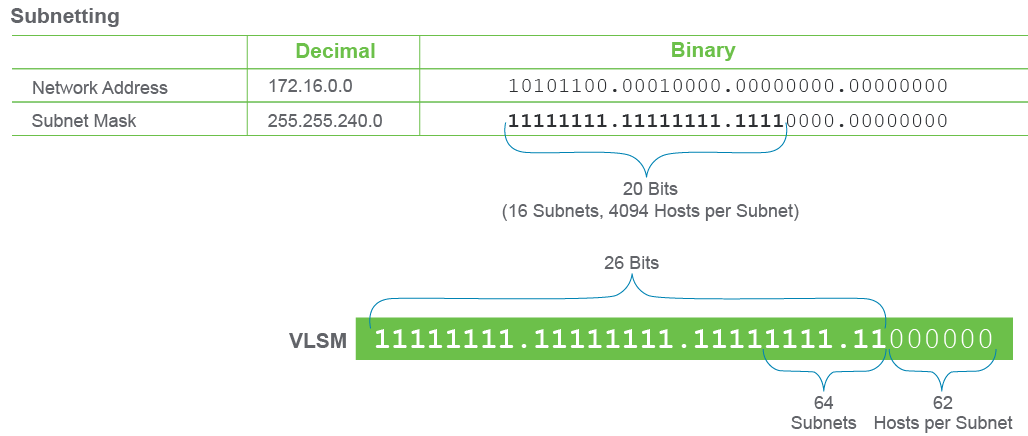 Subnetting
Decimal Binary
Network Address 172.16.0.0 10101100.00010000.00000000.00000000
Subnet Mask 255.255.240.0 11111111.11111111.11110000.00000000
20 Bits
(16 Subnets, 4094 Hosts per Subnet)
26 Bits
VLSM 11111111.11111111.11111111.11000000
64 62
Subnets Hosts per Subnet